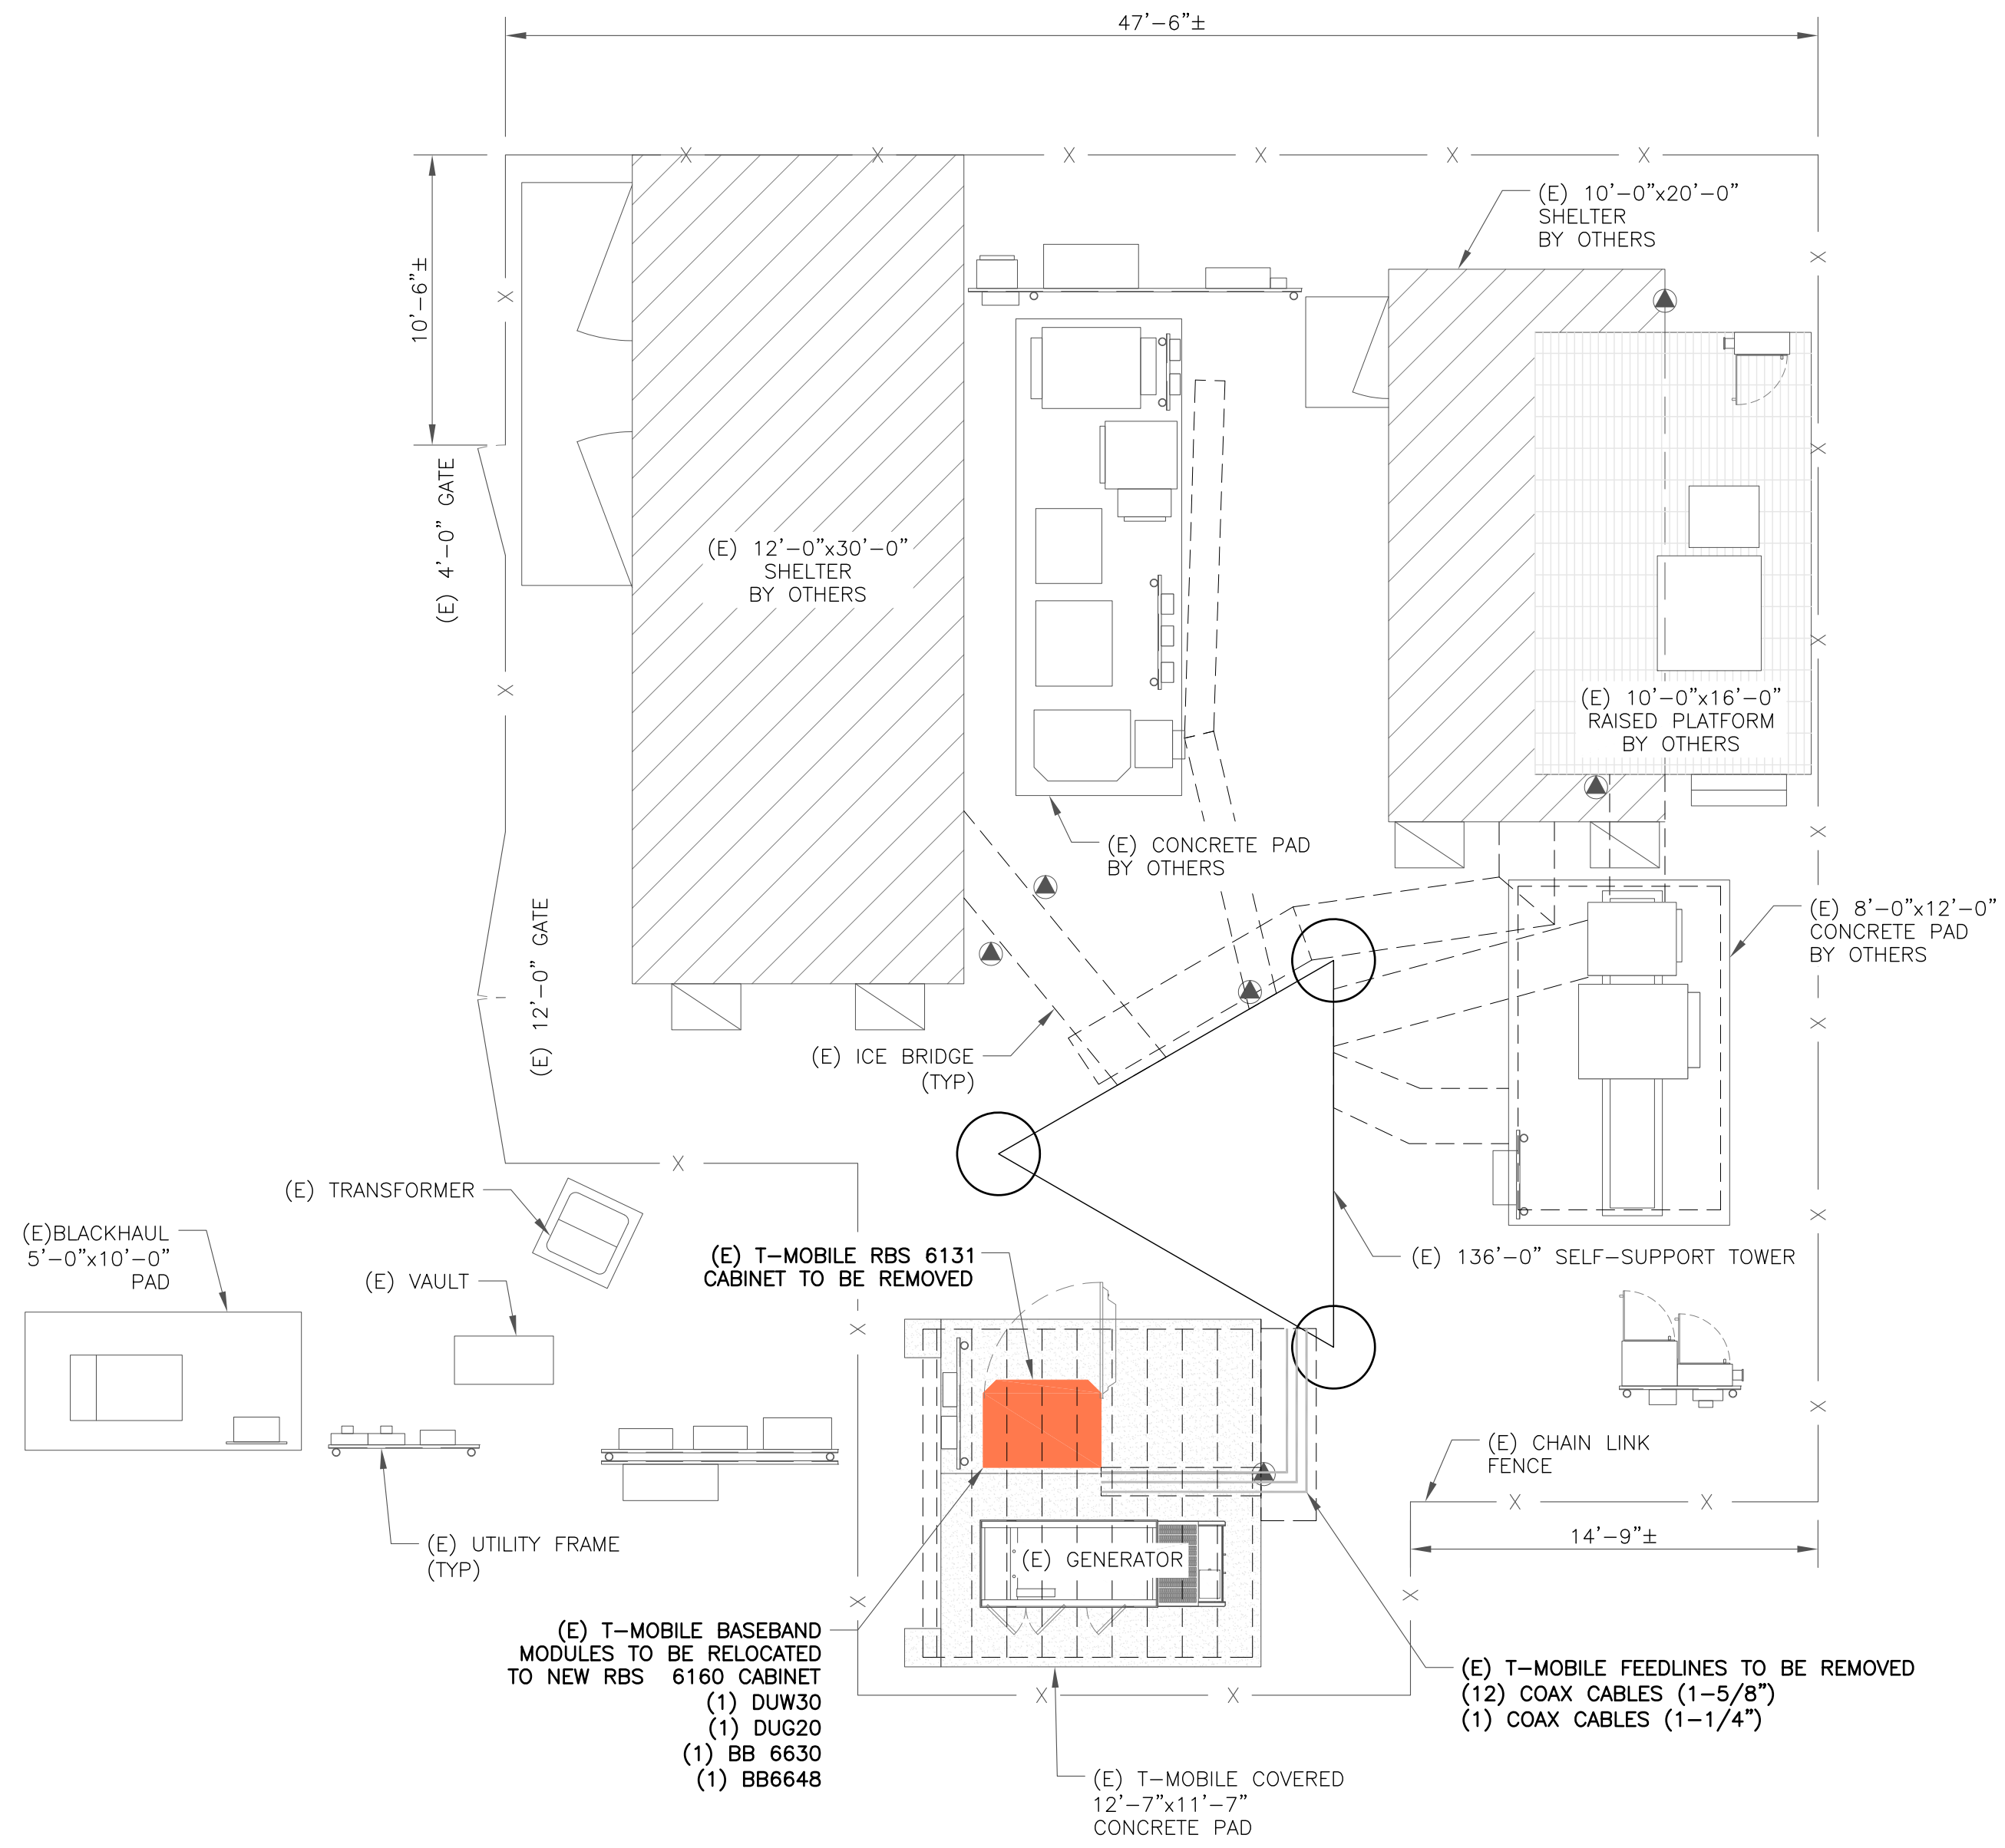 47'-6"±
10'-6"±
(E) 10'-0"x20'-0"
SHELTER
BY OTHERS
(E) 4'-0" GATE
(E) 12'-0"x30'-0"
SHELTER
BY OTHERS
(E) 10'-0"x16'-0"
RAISED PLATFORM
BY OTHERS
(E) CONCRETE PAD
BY OTHERS
(E) 12'-0" GATE
(E) 8'-0"x12'-0"
CONCRETE PAD
BY OTHERS
(E) ICE BRIDGE
(TYP)
(E) TRANSFORMER
(E)BLACKHAUL
5'-0"x10'-0"
PAD
(E) VAULT
(E) T-MOBILE RBS 6131
CABINET TO BE REMOVED
(E) 136'-0" SELF-SUPPORT TOWER
(E) CHAIN LINK
FENCE
14'-9"±
(E) UTILITY FRAME
(TYP)
(E) GENERATOR
(E) T-MOBILE BASEBAND
MODULES TO BE RELOCATED
TO NEW RBS 6160 CABINET
(1) DUW30
(1) DUG20
(1) BB 6630
(1) BB6648
(E) T-MOBILE FEEDLINES TO BE REMOVED
(12) COAX CABLES (1-5/8")
(1) COAX CABLES (1-1/4")
(E) T-MOBILE COVERED
12'-7"x11'-7"
CONCRETE PAD